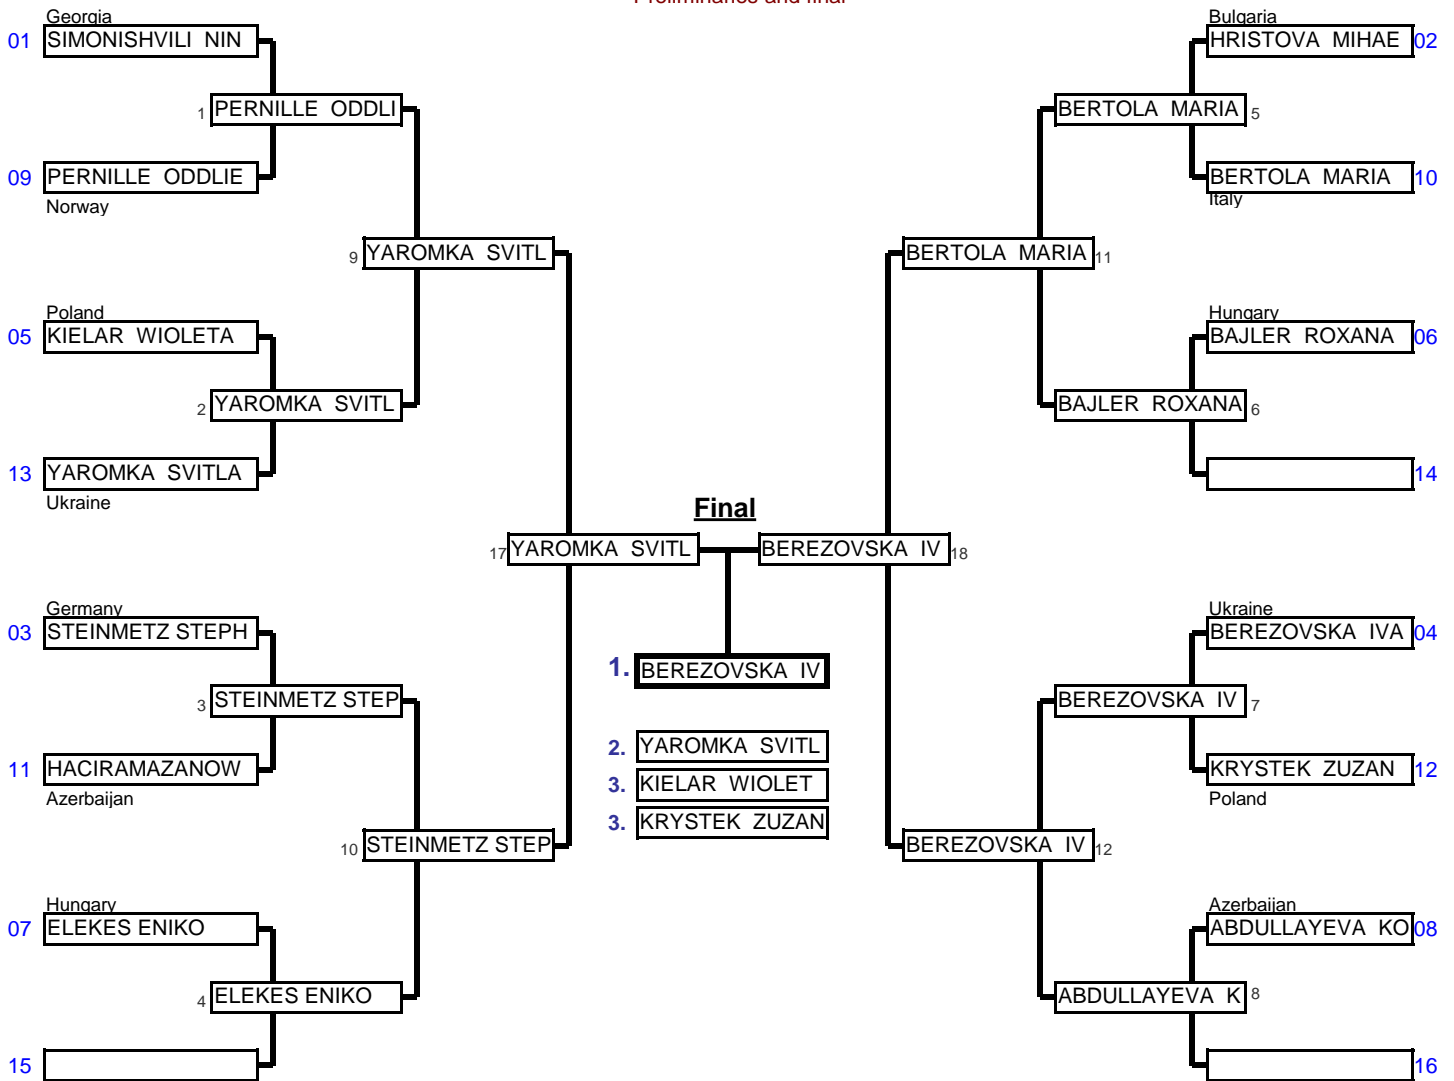 Preliminaries and final
Georgia
01 SIMONISHVILI NIN
Bulgaria
HRISTOVA MIHAE 02
1 PERNILLE ODDLI
BERTOLA MARIA 5
09 PERNILLE ODDLIE
Norway
BERTOLA MARIA 10
Italy
9 YAROMKA SVITL
BERTOLA MARIA 11
Poland
05 KIELAR WIOLETA
Hungary
BAJLER ROXANA 06
2 YAROMKA SVITL
BAJLER ROXANA 6
13 YAROMKA SVITLA
Ukraine
14
Final
17 YAROMKA SVITL
BEREZOVSKA IV 18
Germany
03 STEINMETZ STEPH
Ukraine
BEREZOVSKA IVA 04
1. BEREZOVSKA IV
3 STEINMETZ STEP
BEREZOVSKA IV 7
2. YAROMKA SVITL
11 HACIRAMAZANOW
Azerbaijan
KRYSTEK ZUZAN 12
Poland
3. KIELAR WIOLET
3. KRYSTEK ZUZAN
10 STEINMETZ STEP
BEREZOVSKA IV 12
Hungary
07 ELEKES ENIKO
Azerbaijan
ABDULLAYEVA KO 08
4 ELEKES ENIKO
ABDULLAYEVA K 8
15
16